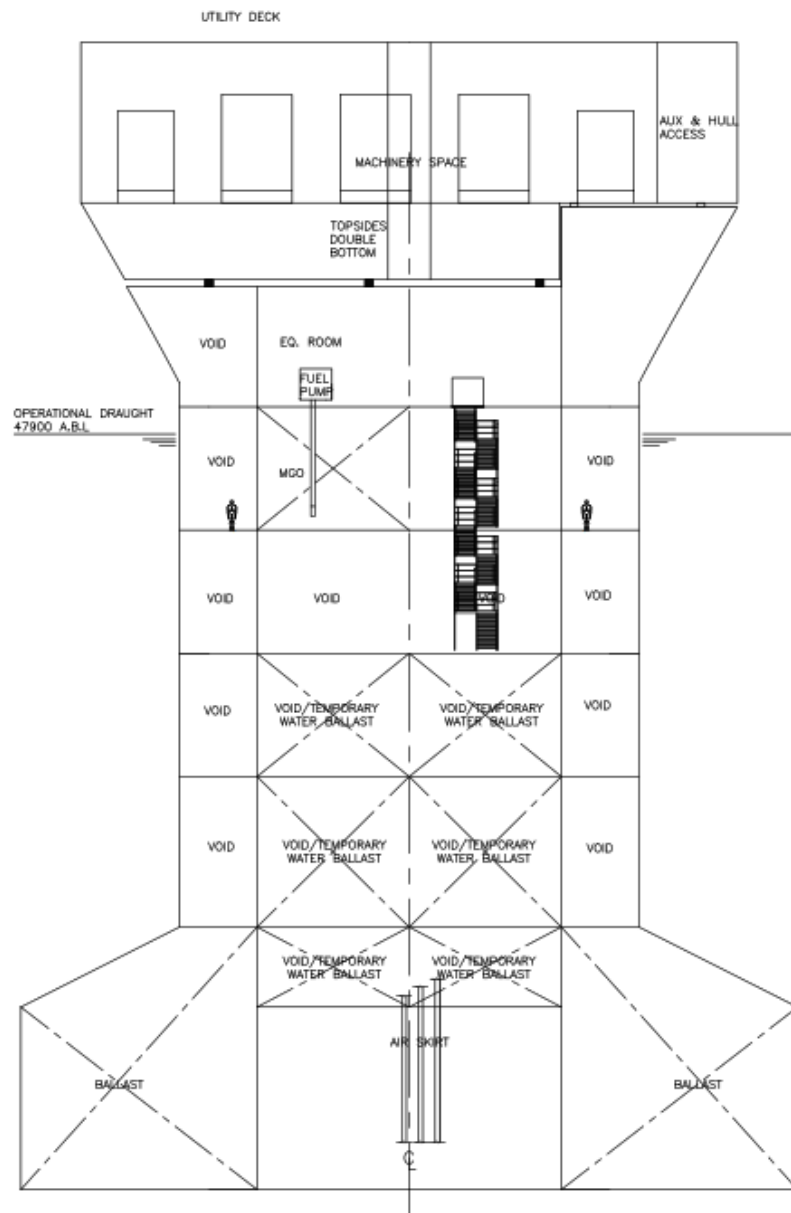 UTILITY DECK
AUX & HULL
ACCESS
MACHINERY SPACE
TOPSIDES
DOUBLE
BOTTOM
VOID
EQ. ROOM
FUEL
PUMP
OPERATIONAL DRAUGHT
47900 A.B.L
VOID
MGO
VOID
VOID
VOID
VOID
VOID
VOID
VOID/TEMPORARY
WATER BALLAST
VOID/TEMPORARY
WATER BALLAST
VOID
VOID
VOID/TEMPORARY
WATER BALLAST
VOID/TEMPORARY
WATER BALLAST
VOID
VOID/TEMPORARY
WATER BALLAST
VOID/TEMPORARY
WATER BALLAST
AIR SKIRT
BALLAST
BALLAST
℄